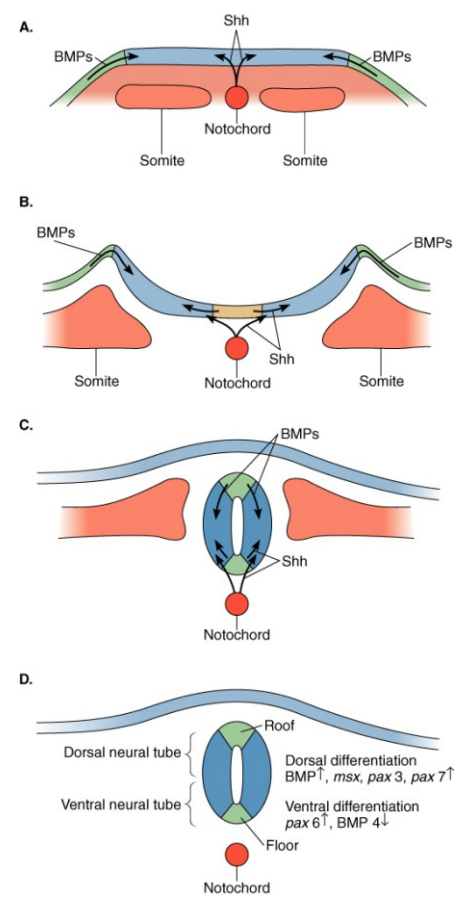 A.
Shh
BMPs
BMPs
Notochord
Somite
Somite
B.
BMPs
BMPs
Shh
Somite
Notochord
Somite
C.
BMPs
Shh
Notochord
D.
Roof
Dorsal neural tube
Dorsal differentiation
BMP↑, msx, pax 3, pax 7↑
Ventral neural tube
Ventral differentiation
pax 6↑, BMP 4↓
Floor
Notochord